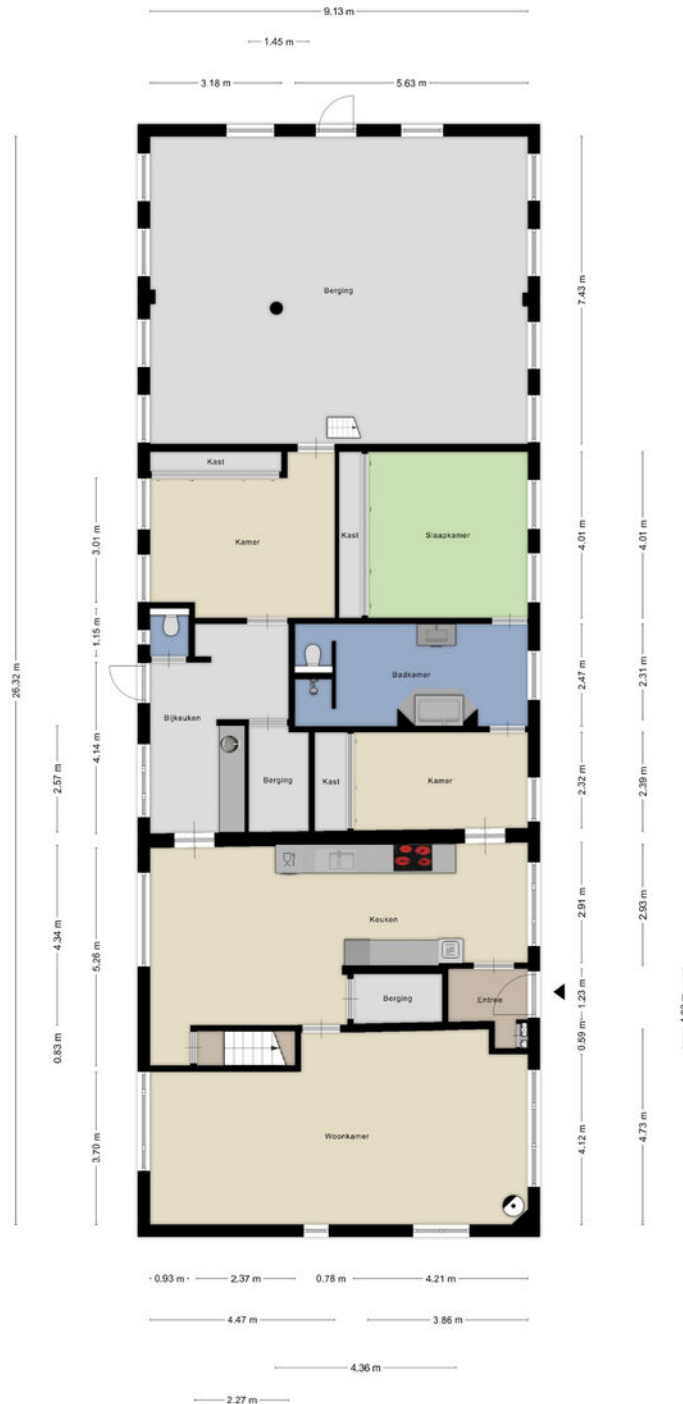 9.13 m
1.45 m
3.18 m
5.63 m
26.32 m
Berging
7.43 m
Kast
3.01 m
Kamer
Kast
Slaapkamer
4.01 m
4.01 m
1.15 m
Badkamer
2.47 m
2.31 m
Bijkeuken
4.14 m
2.57 m
Berging
Kast
Kamer
2.32 m
2.39 m
4.34 m
5.26 m
Keuken
2.91 m
2.93 m
Berging
Entree
1.23 m
0.83 m
0.59 m
3.70 m
Woonkamer
4.12 m
4.73 m
0.93 m
2.37 m
0.78 m
4.21 m
4.47 m
3.86 m
4.36 m
2.27 m